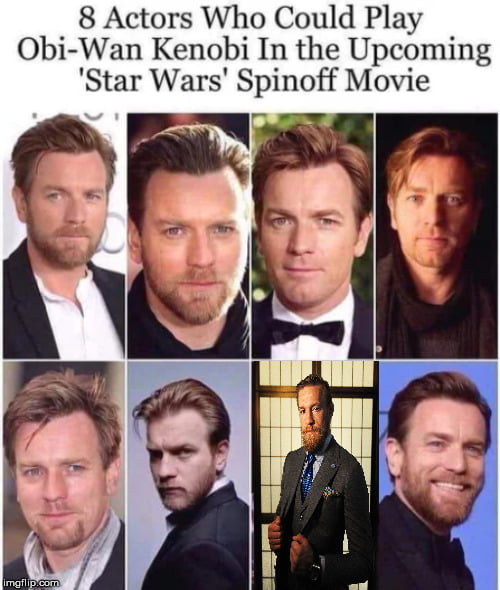 8 Actors Who Could Play
Obi-Wan Kenobi In the Upcoming
'Star Wars' Spinoff Movie
imgflip.com